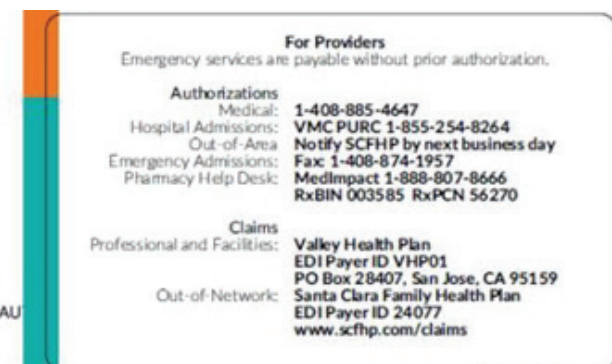 For Providers
Emergency services are payable without prior authorization.
Authorizations
Medical: 1-408-885-4647
Hospital Admissions: VMC PURC 1-855-254-8264
Out-of-Area Notify SCFHP by next business day
Emergency Admissions: Fax: 1-408-874-1957
Pharmacy Help Desk: MedImpact 1-888-807-8666
RxBIN 003585 RxPCN 56270
Claims
Professional and Facilities: Valley Health Plan
EDI Payer ID VHP01
PO Box 28407, San Jose, CA 95159
Out-of-Network: Santa Clara Family Health Plan
EDI Payer ID 24077
www.scfhp.com/claims
AU